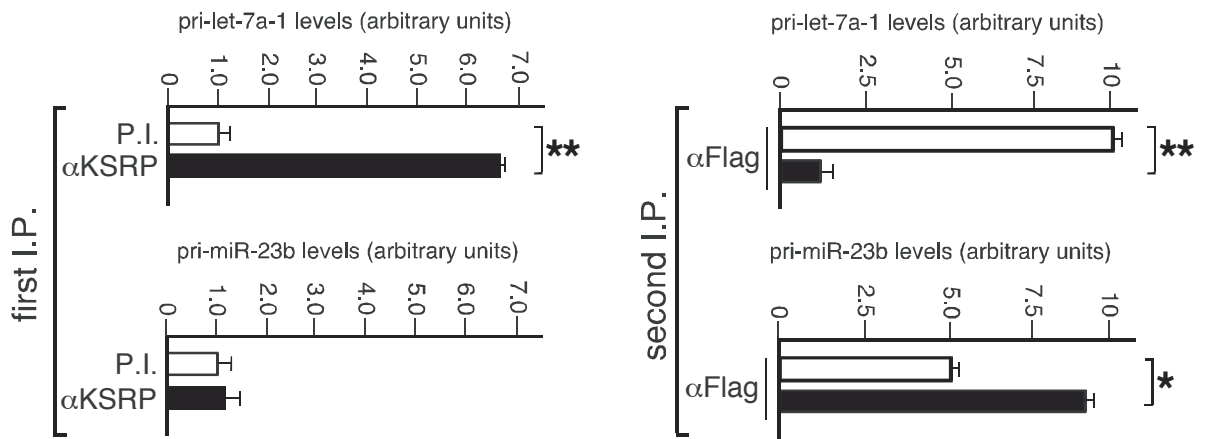 pri-let-7a-1 levels (arbitrary units)
0 1.0 2.0 3.0 4.0 5.0 6.0 7.0
P.I.
αKSRP
**
pri-miR-23b levels (arbitrary units)
0 1.0 2.0 3.0 4.0 5.0 6.0 7.0
P.I.
αKSRP
first I.P.
pri-let-7a-1 levels (arbitrary units)
0 2.5 5.0 7.5 10
αFlag
**
pri-miR-23b levels (arbitrary units)
0 2.5 5.0 7.5 10
αFlag
*
second I.P.